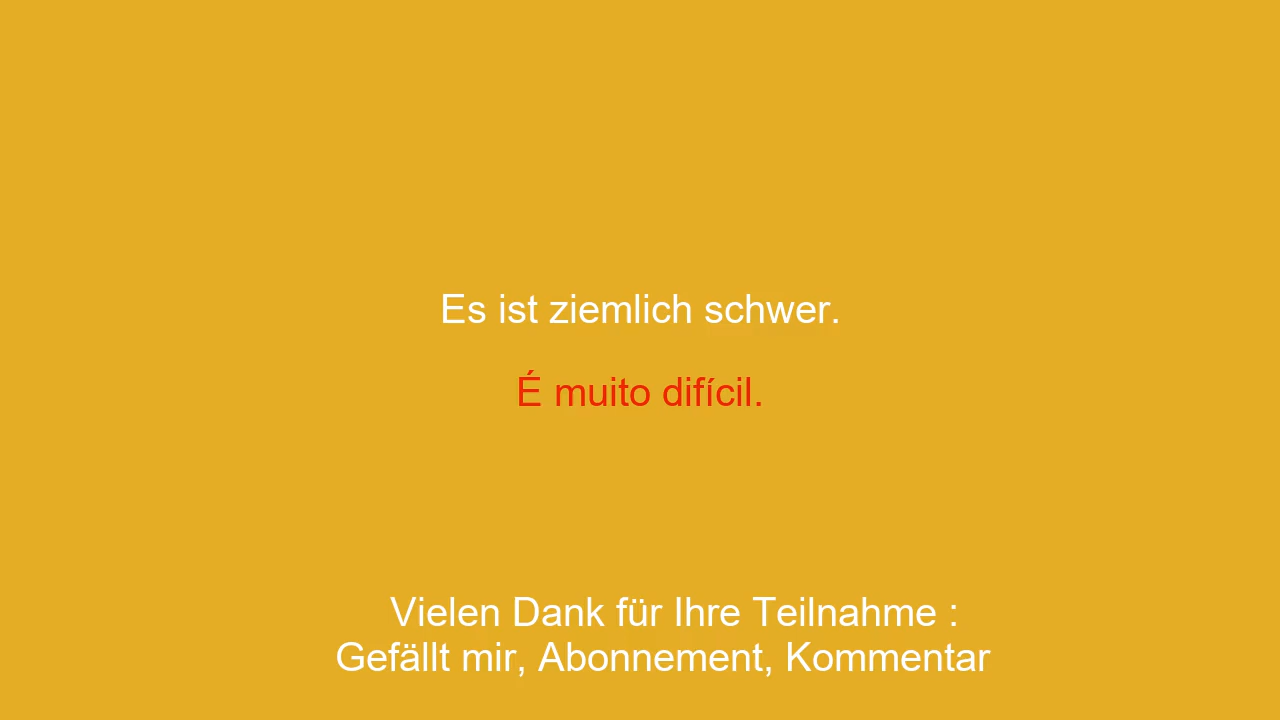 Es ist ziemlich schwer.
É muito difícil.
Vielen Dank für Ihre Teilnahme :
Gefällt mir, Abonnement, Kommentar